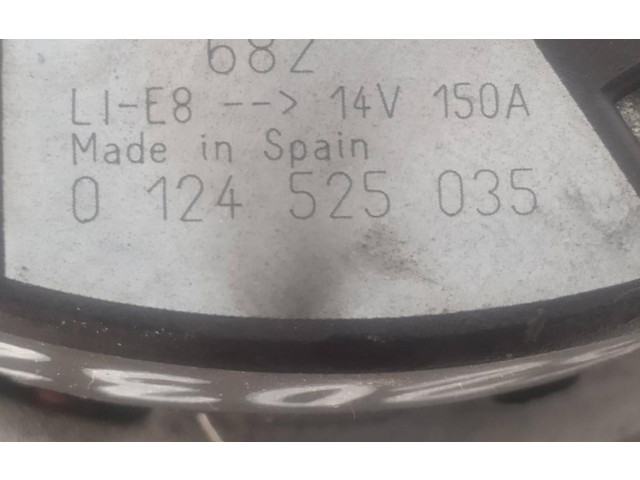 682
LI-E8 --> 14V 150A
Made in Spain
0 124 525 035